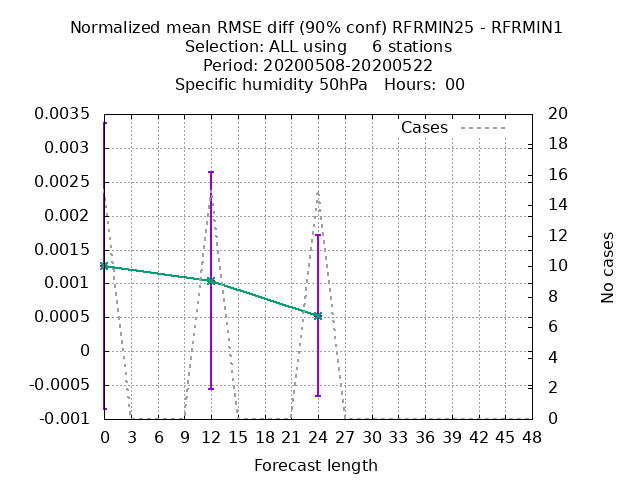 Normalized mean RMSE diff (90% conf) RFRMIN25 - RFRMIN1
Selection: ALL using 6 stations
Period: 20200508-20200522
Specific humidity 50hPa Hours: 00
Cases
0.0035
0.003
0.0025
0.002
0.0015
0.001
0.0005
0
-0.0005
-0.001
20
18
16
14
12
10
8
6
4
2
0
No cases
0 3 6 9 12 15 18 21 24 27 30 33 36 39 42 45 48
Forecast length